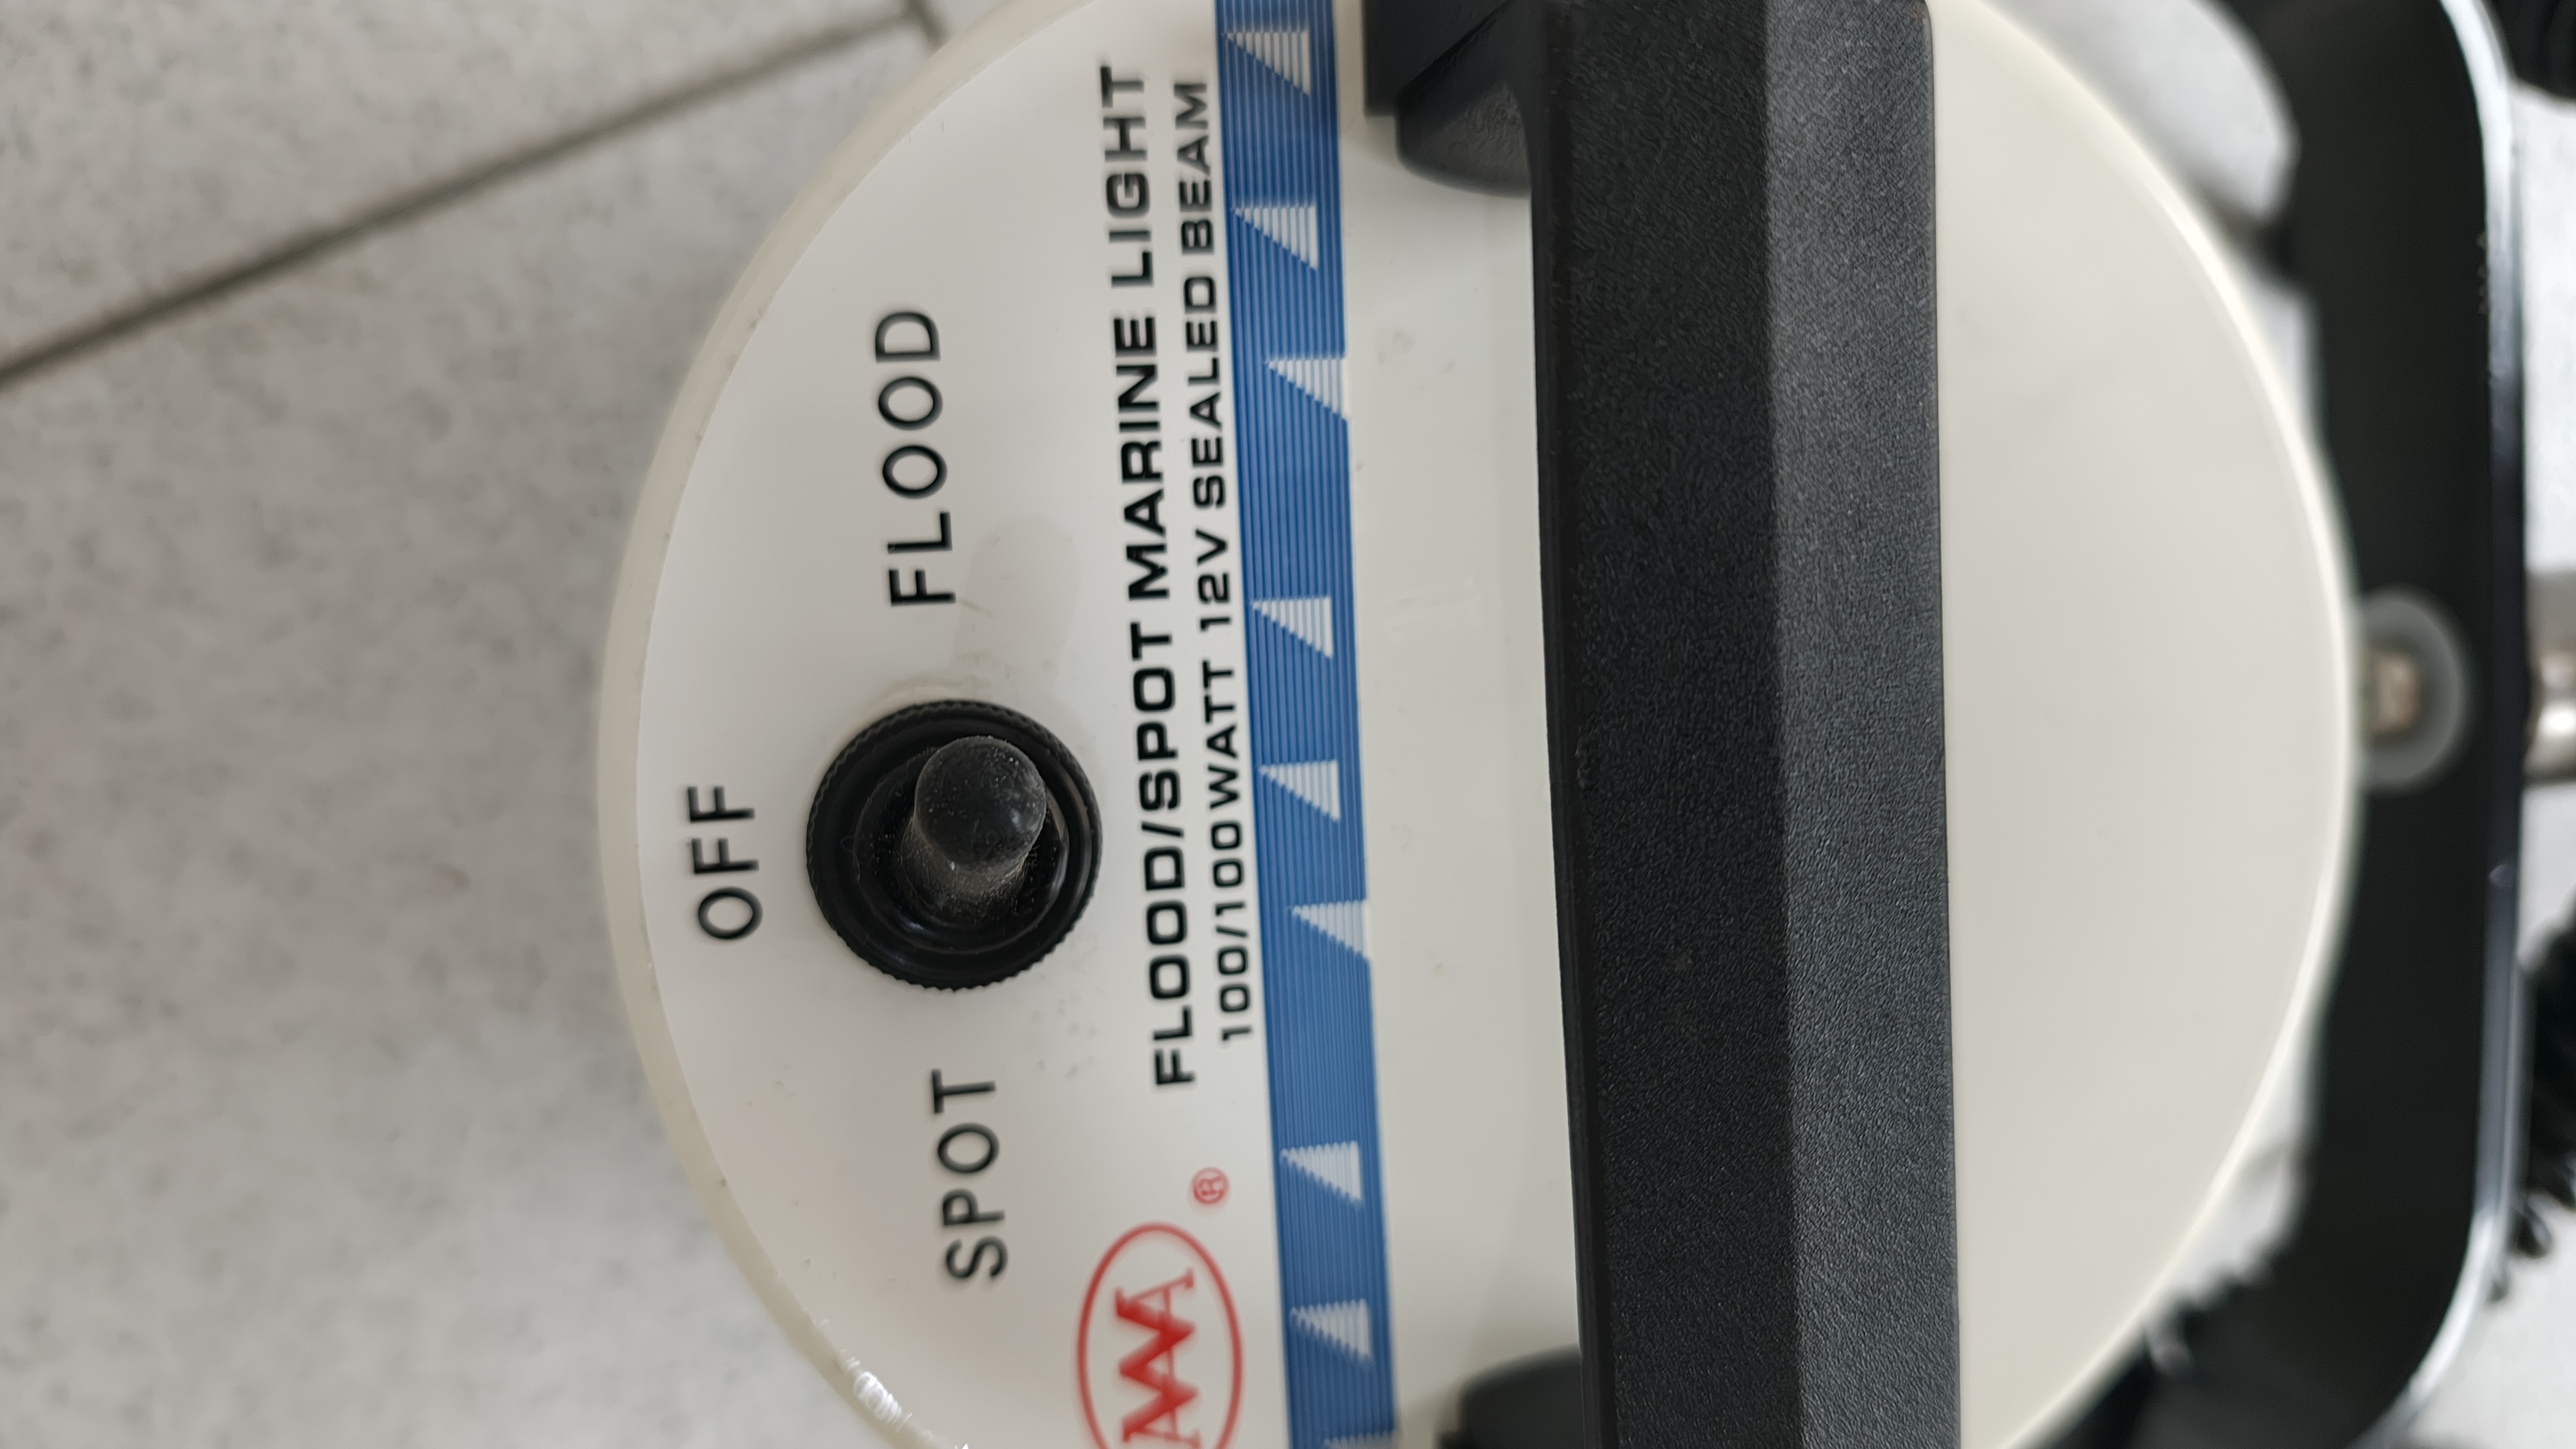 OFF
SPOT FLOOD
FLOOD/SPOT MARINE LIGHT
100/100 WATT 12V SEALED BEAM
®